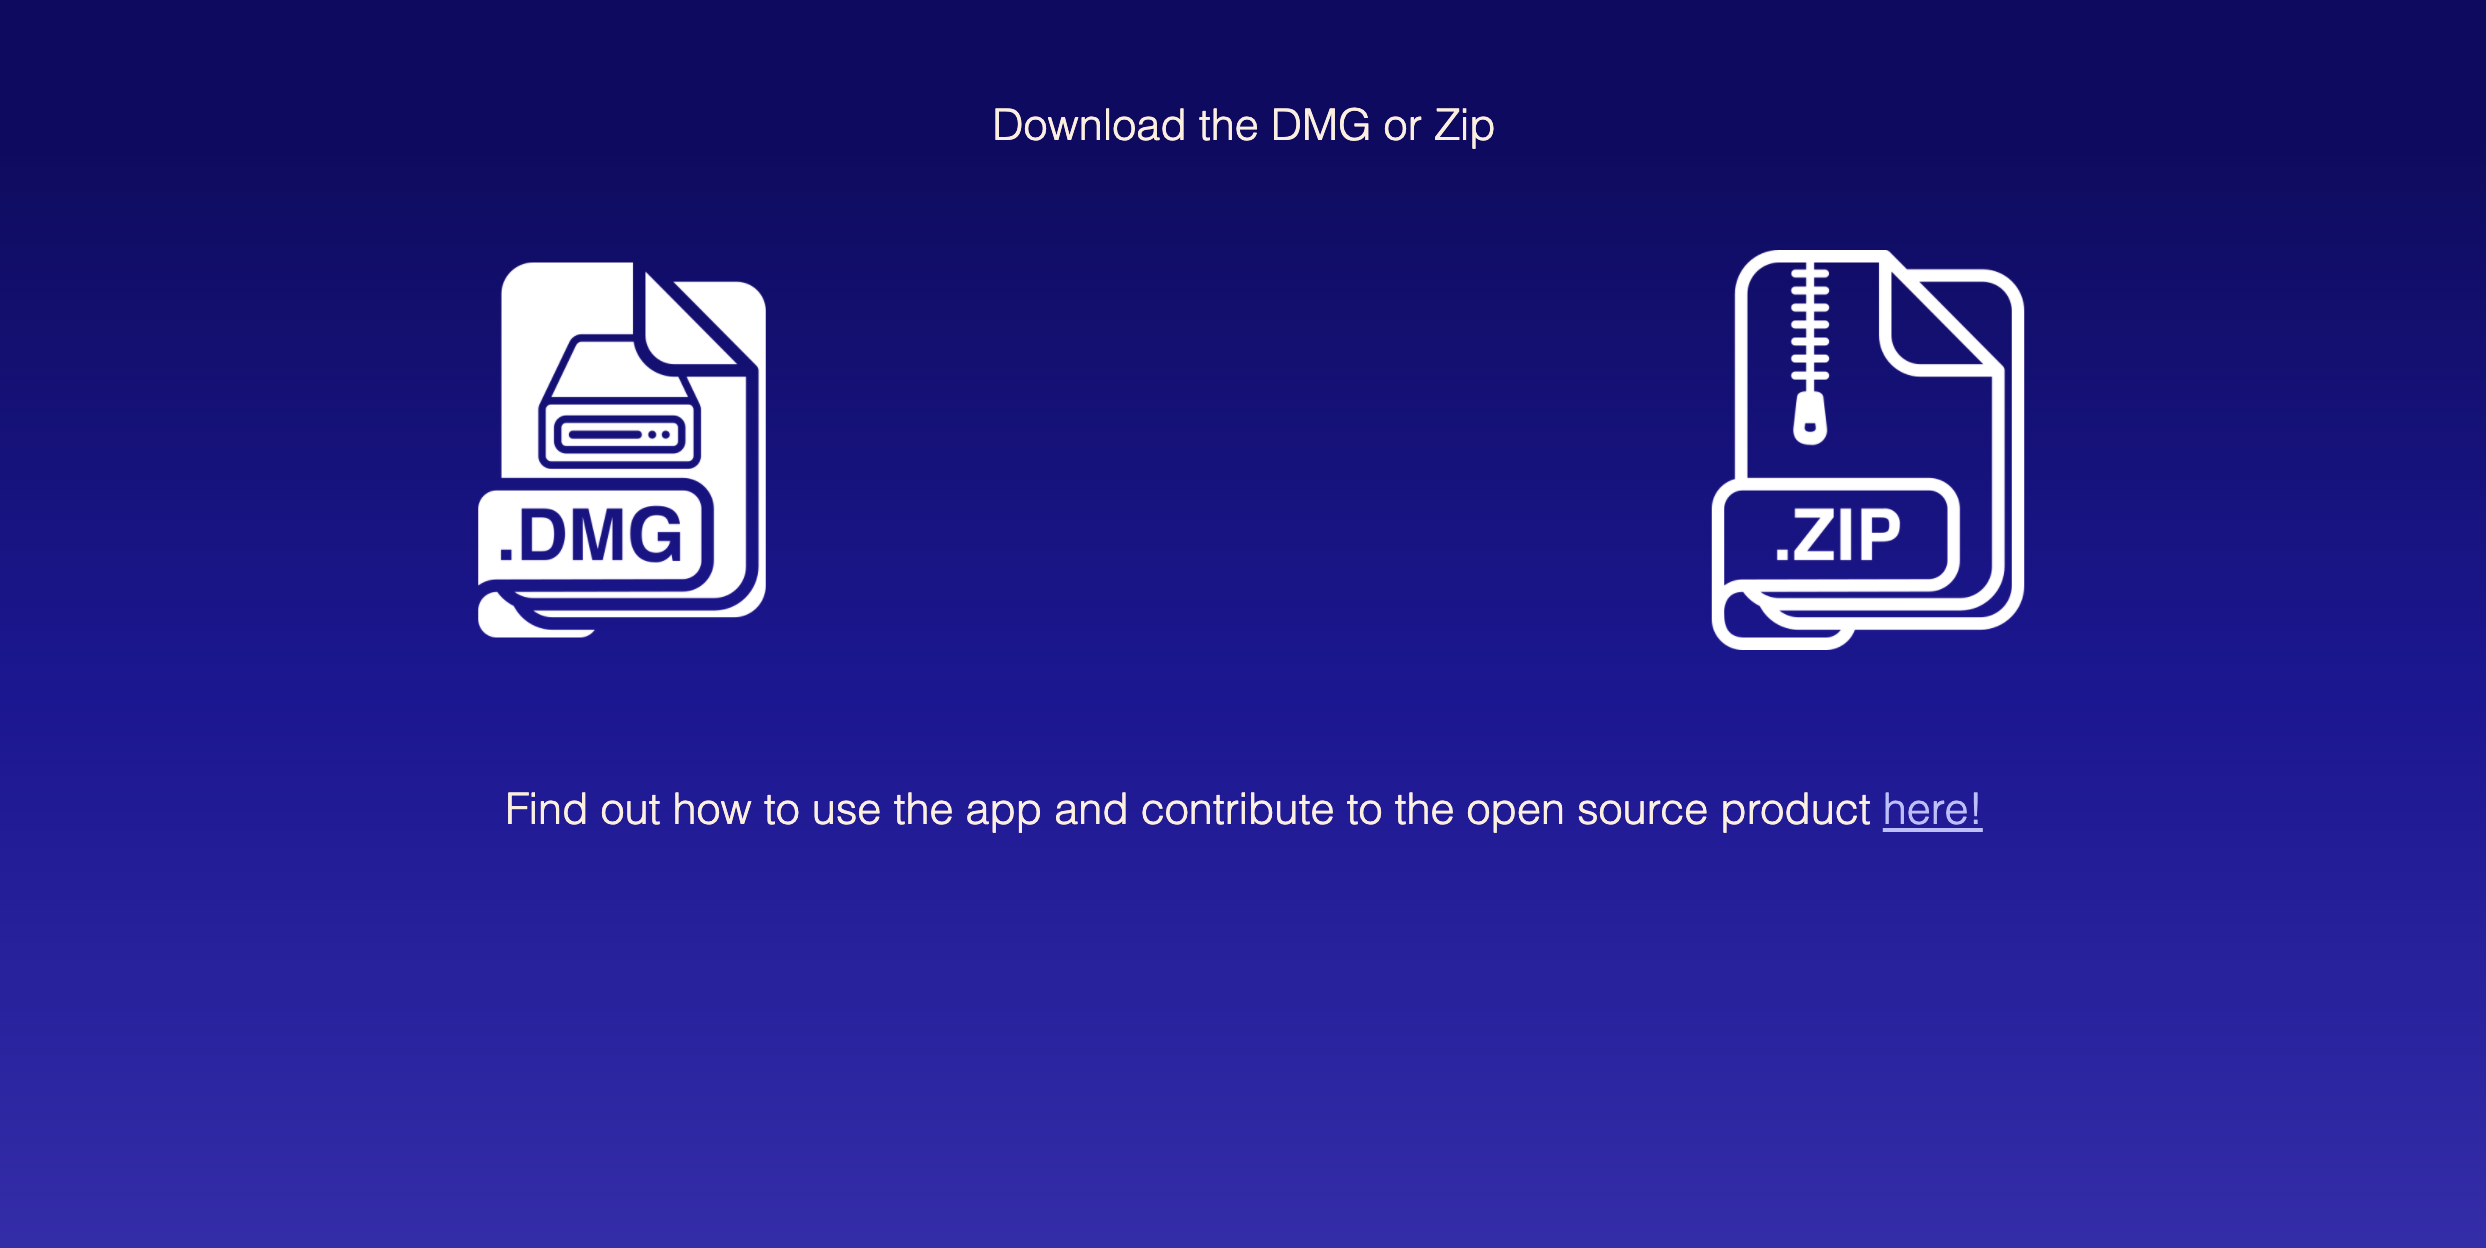 Download the DMG or Zip
.DMG
.ZIP
Find out how to use the app and contribute to the open source product here!